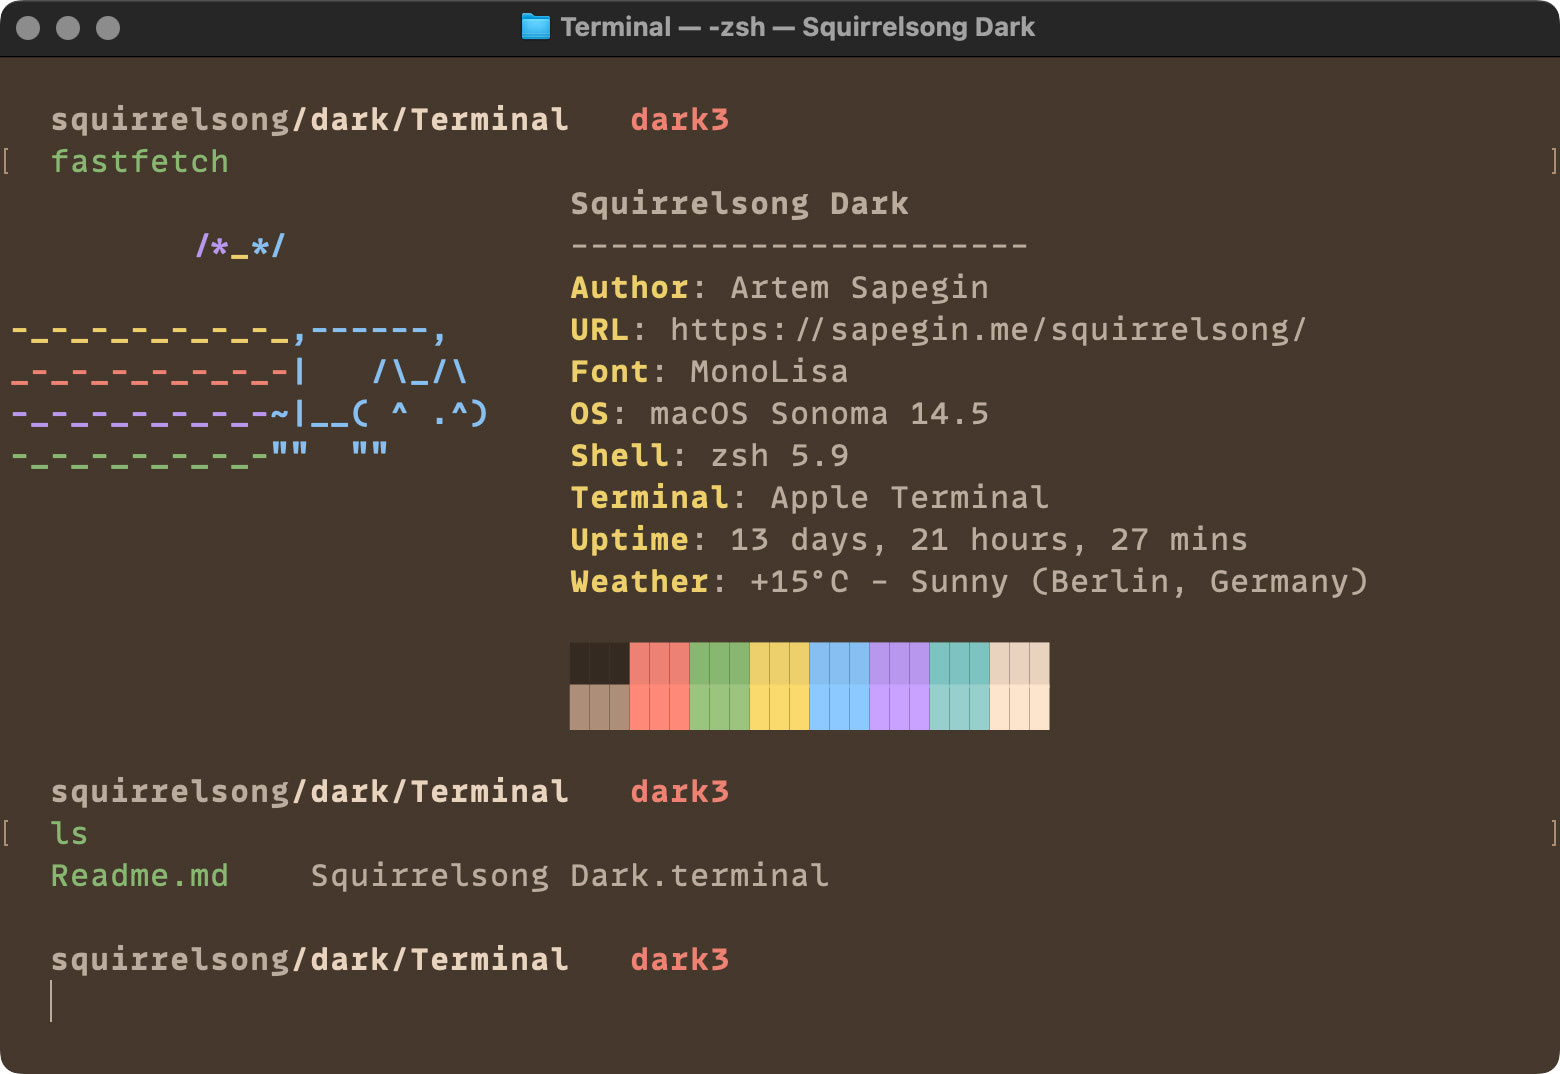 Terminal — -zsh — Squirrelsong Dark
squirrelsong/dark/Terminal   dark3
[  fastfetch  ]
Squirrelsong Dark
-----------------------
/*_*/
Author: Artem Sapegin
-_-_-_-_-_-_-_,------,   URL: https://sapegin.me/squirrelsong/
_-_-_-_-_-_-_-|   /\_/\   Font: MonoLisa
-_-_-_-_-_-_-~|__( ^ .^)   OS: macOS Sonoma 14.5
-_-_-_-_-_-_-""  ""   Shell: zsh 5.9
Terminal: Apple Terminal
Uptime: 13 days, 21 hours, 27 mins
Weather: +15°C - Sunny (Berlin, Germany)
squirrelsong/dark/Terminal   dark3
[  ls  ]
Readme.md    Squirrelsong Dark.terminal
squirrelsong/dark/Terminal   dark3